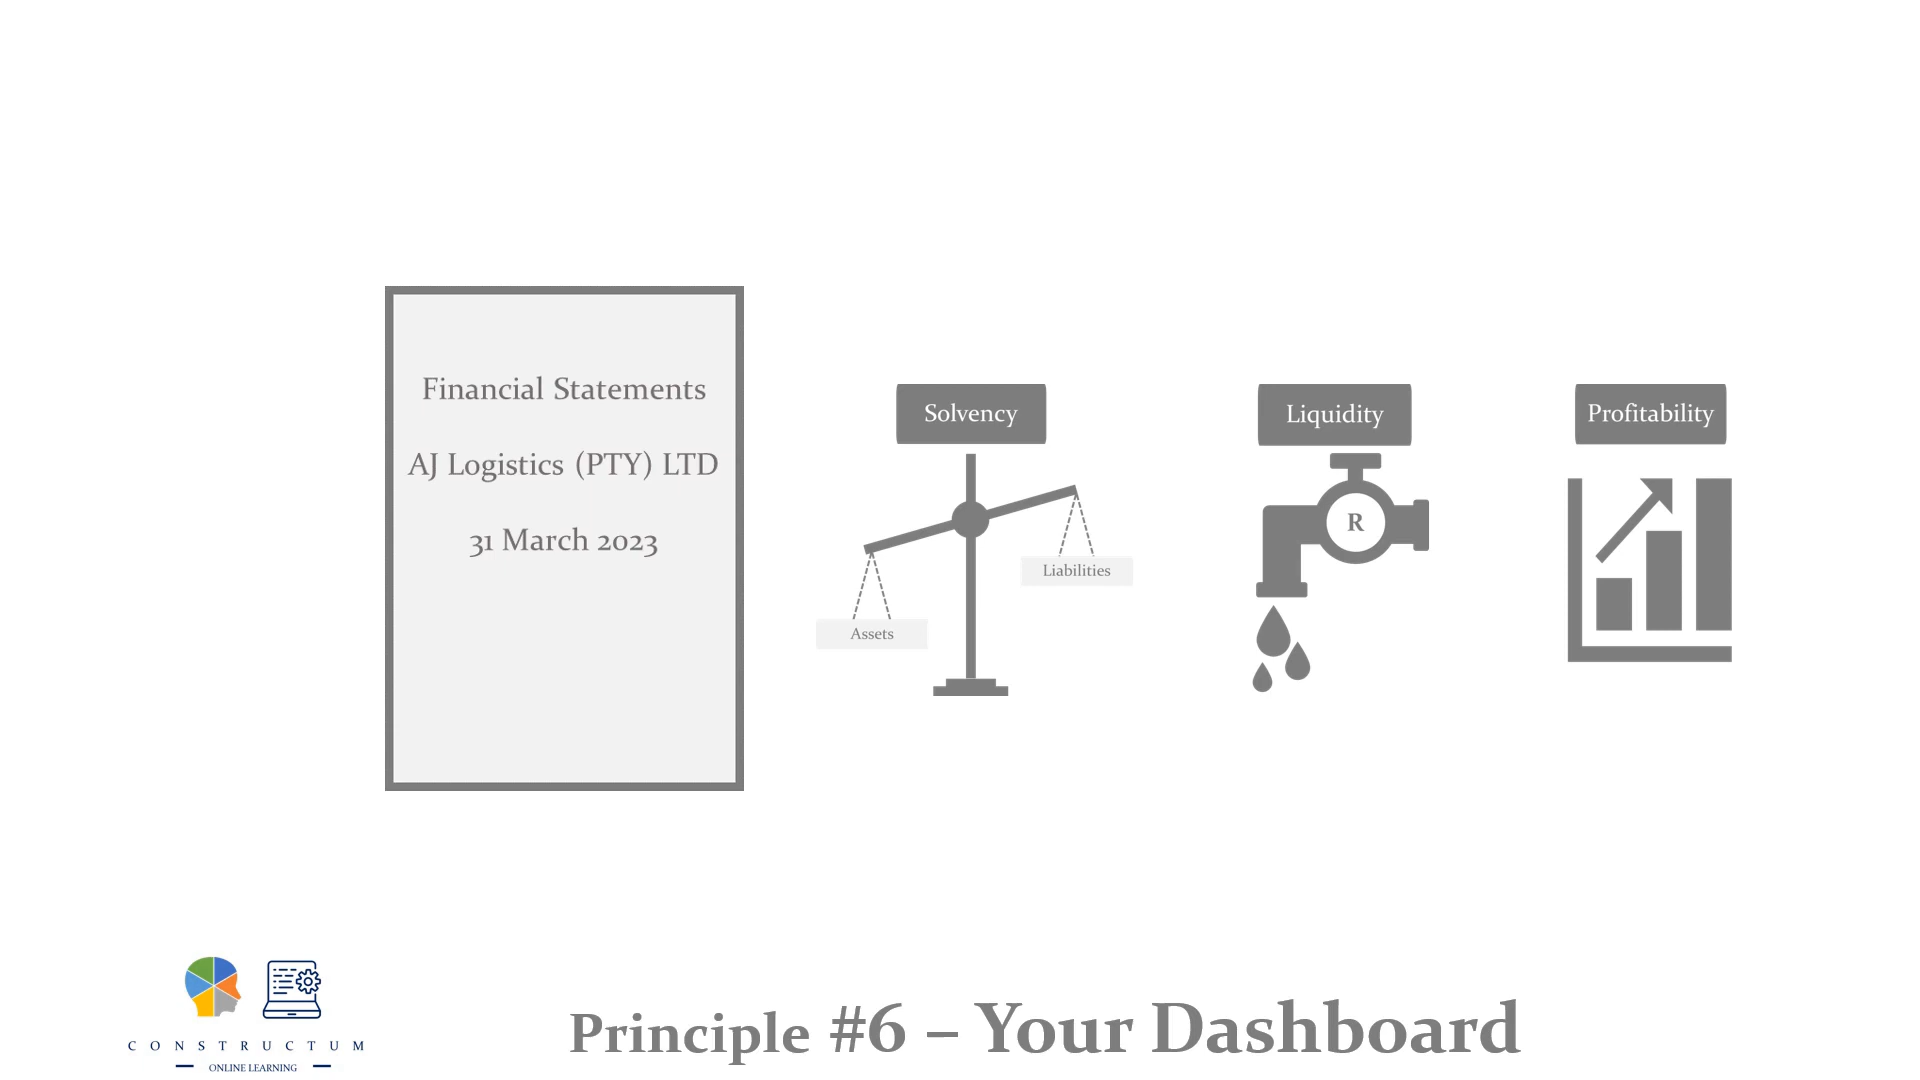 Financial Statements
AJ Logistics (PTY) LTD
31 March 2023
Solvency
Liabilities
Assets
Liquidity
R
Profitability
CONSTRUCTUM
ONLINE LEARNING
Principle #6 – Your Dashboard